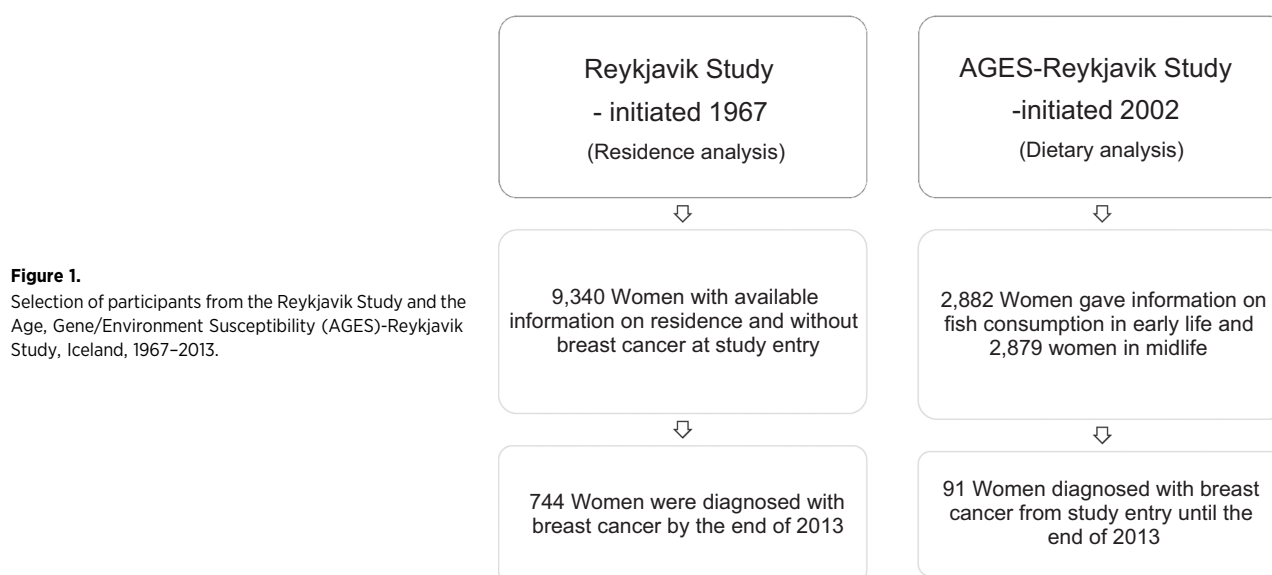 Reykjavik Study
- initiated 1967
(Residence analysis)
9,340 Women with available
information on residence and without
breast cancer at study entry
744 Women were diagnosed with
breast cancer by the end of 2013
AGES-Reykjavik Study
-initiated 2002
(Dietary analysis)
2,882 Women gave information on
fish consumption in early life and
2,879 women in midlife
91 Women diagnosed with breast
cancer from study entry until the
end of 2013
Figure 1.
Selection of participants from the Reykjavik Study and the
Age, Gene/Environment Susceptibility (AGES)-Reykjavik
Study, Iceland, 1967–2013.